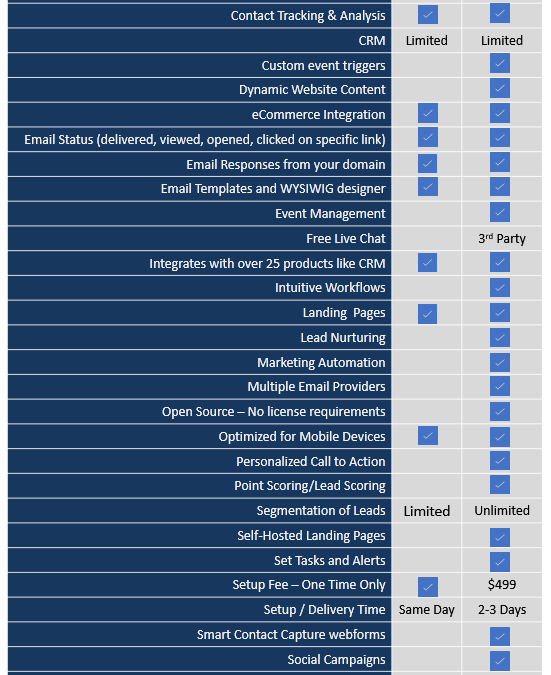 Contact Tracking & Analysis
CRM Limited Limited
Custom event triggers
Dynamic Website Content
eCommerce Integration
Email Status (delivered, viewed, opened, clicked on specific link)
Email Responses from your domain
Email Templates and WYSIWIG designer
Event Management
Free Live Chat 3rd Party
Integrates with over 25 products like CRM
Intuitive Workflows
Landing Pages
Lead Nurturing
Marketing Automation
Multiple Email Providers
Open Source – No license requirements
Optimized for Mobile Devices
Personalized Call to Action
Point Scoring/Lead Scoring
Segmentation of Leads Limited Unlimited
Self-Hosted Landing Pages
Set Tasks and Alerts
Setup Fee – One Time Only $499
Setup / Delivery Time Same Day 2-3 Days
Smart Contact Capture webforms
Social Campaigns